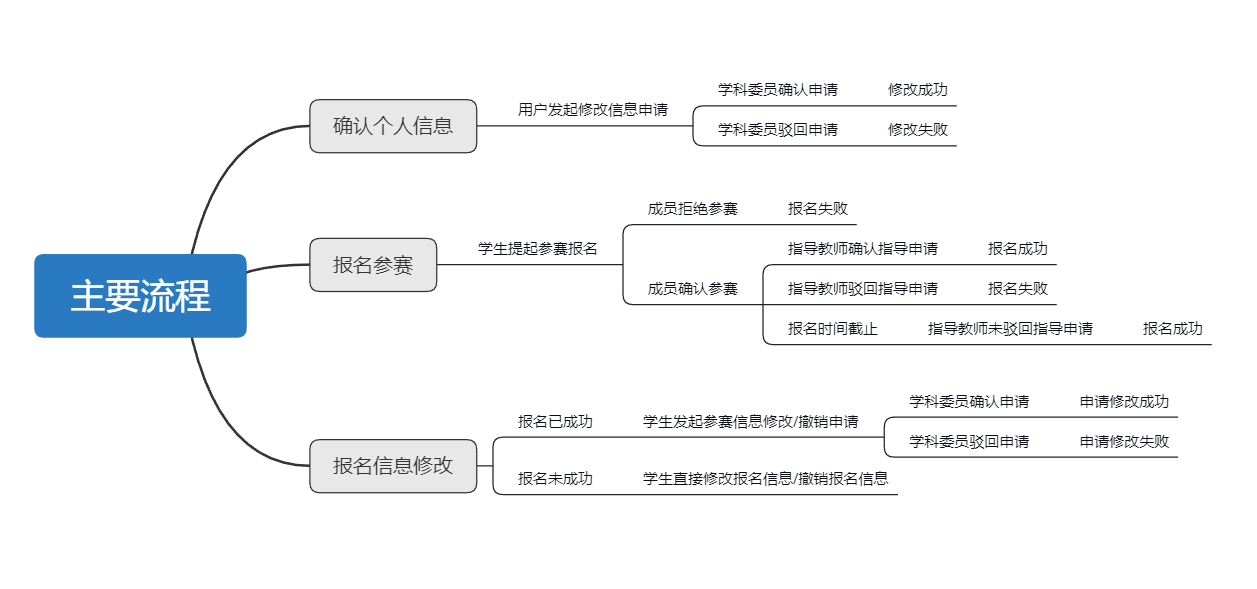 主要流程
确认个人信息
用户发起修改信息申请
学科委员确认申请 修改成功
学科委员驳回申请 修改失败
报名参赛
学生提起参赛报名
成员拒绝参赛 报名失败
成员确认参赛
指导教师确认指导申请 报名成功
指导教师驳回指导申请 报名失败
报名时间截止 指导教师未驳回指导申请 报名成功
报名信息修改
报名已成功 学生发起参赛信息修改/撤销申请
学科委员确认申请 申请修改成功
学科委员驳回申请 申请修改失败
报名未成功 学生直接修改报名信息/撤销报名信息